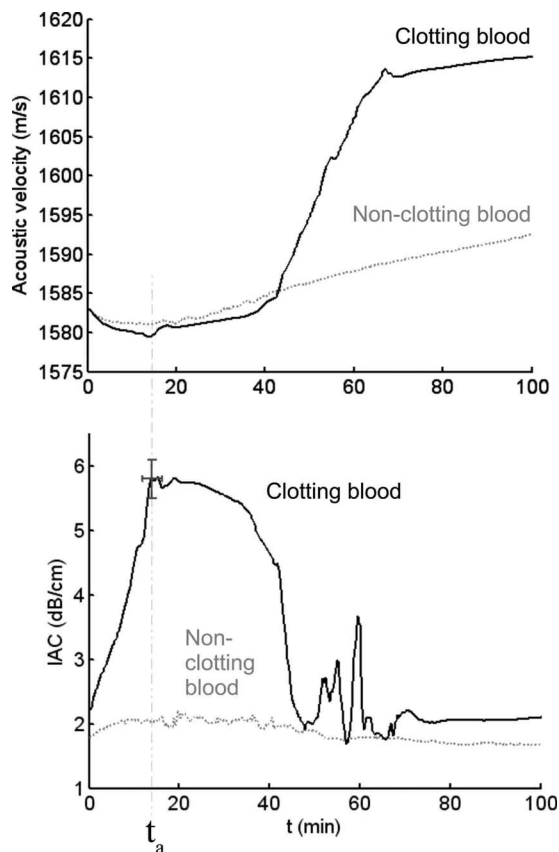 1620
1615
1610
1605
1600
1595
1590
1585
1580
1575
Acoustic velocity (m/s)
Clotting blood
Non-clotting blood
0 20 40 60 80 100
6
5
4
3
2
1
IAC (dB/cm)
Clotting blood
Non-
clotting
blood
0 20 40 60 80 100
t (min)
ta